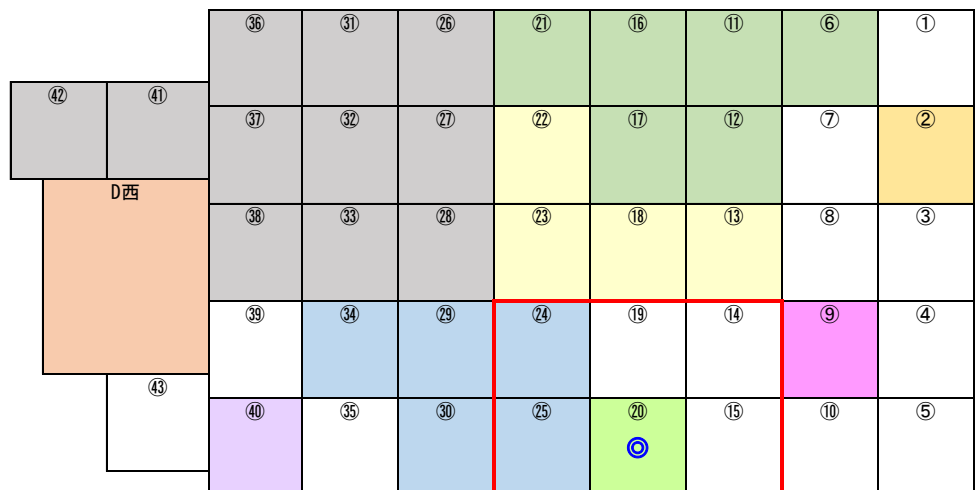 ㊱ ㉛ ㉖ ㉑ ⑯ ⑪ ⑥ ①
㊷ ㊶
㊲ ㉜ ㉗ ㉒ ⑰ ⑫ ⑦ ②
D西
㊳ ㉝ ㉘ ㉓ ⑱ ⑬ ⑧ ③
㊴ ㉞ ㉙ ㉔ ⑲ ⑭ ⑨ ④
㊸
㊵ ㉟ ㉚ ㉕ ⑳ ⑮ ⑩ ⑤
◎